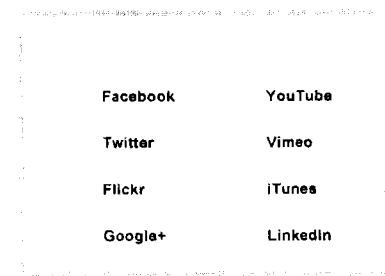 Facebook YouTube
Twitter Vimeo
Flickr iTunes
Google+ LinkedIn